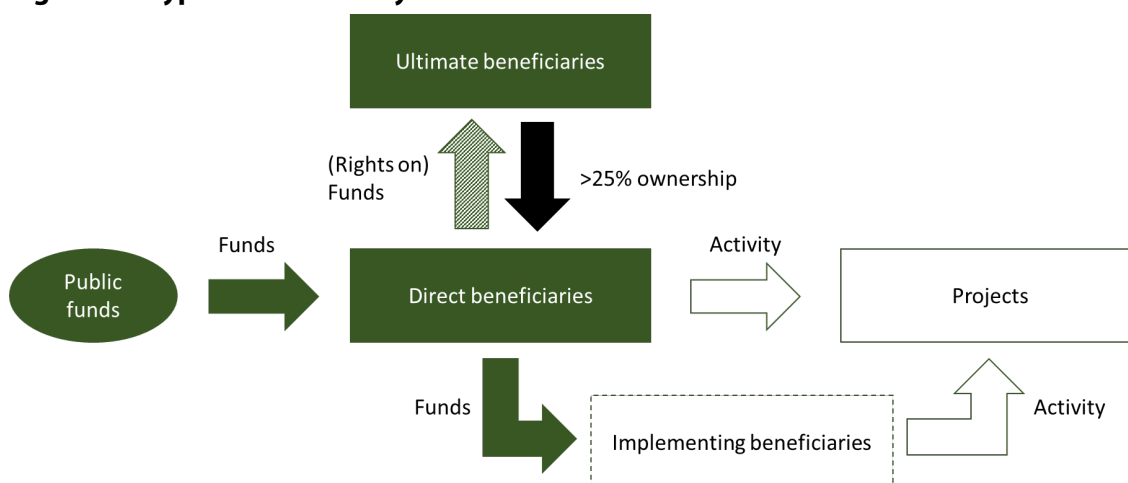 Ultimate beneficiaries
(Rights on)
Funds
>25% ownership
Funds
Activity
Public
funds
Direct beneficiaries
Projects
Funds
Implementing beneficiaries
Activity